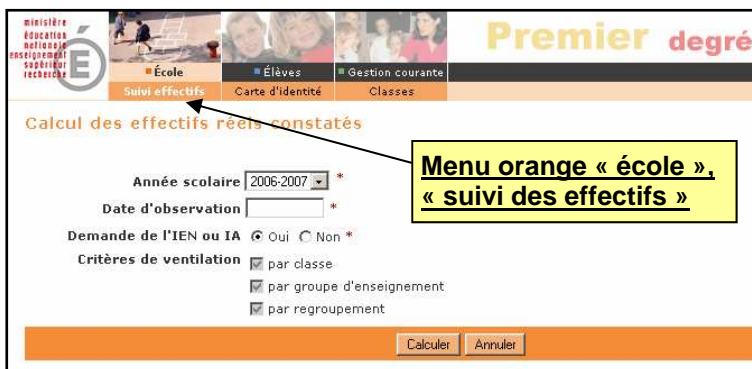 ministère
éducation
nationale
enseignement
supérieur
recherche
É
Premier degré
École
Élèves
Gestion courante
Suivi effectifs
Carte d'identité
Classes
Calcul des effectifs réels constatés
Menu orange « école »,
« suivi des effectifs »
Année scolaire 2006-2007 *
Date d'observation *
Demande de l'IEN ou IA Oui Non *
Critères de ventilation par classe
par groupe d'enseignement
par regroupement
Calculer Annuler